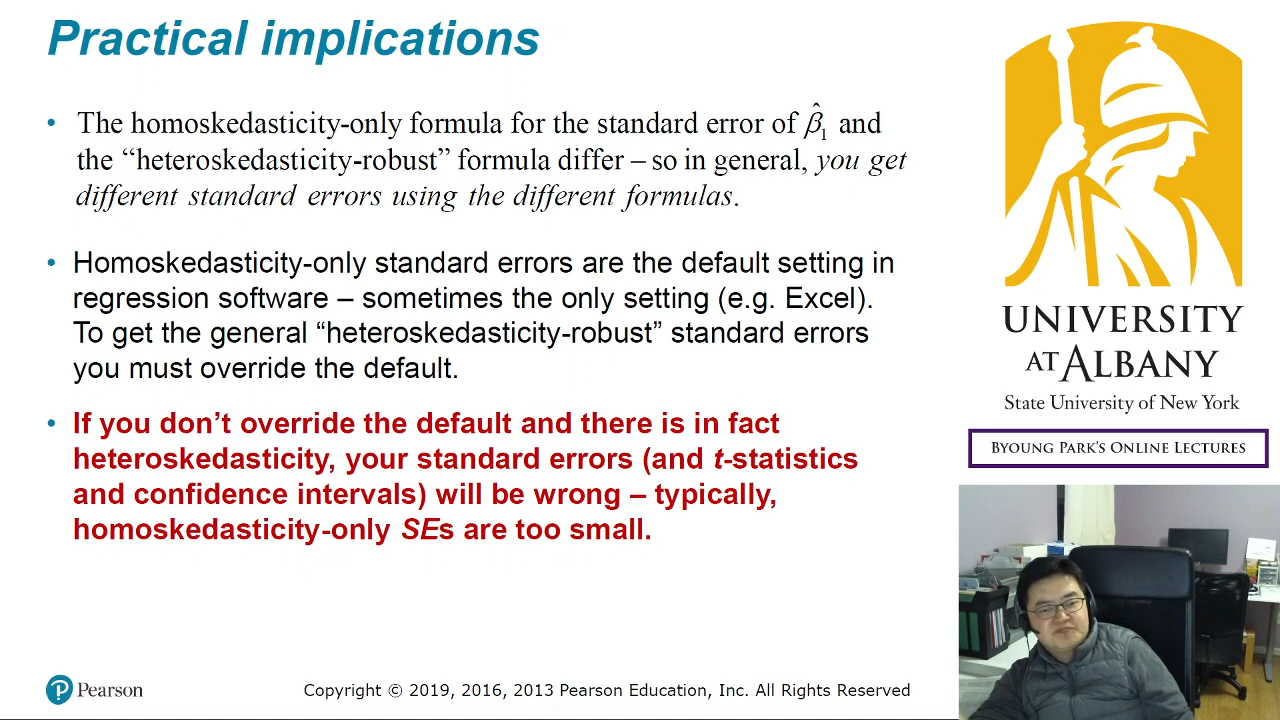 Practical implications
• The homoskedasticity-only formula for the standard error of β̂₁ and
the “heteroskedasticity-robust” formula differ – so in general, you get
different standard errors using the different formulas.
• Homoskedasticity-only standard errors are the default setting in
regression software – sometimes the only setting (e.g. Excel).
To get the general “heteroskedasticity-robust” standard errors
you must override the default.
• If you don’t override the default and there is in fact
heteroskedasticity, your standard errors (and t-statistics
and confidence intervals) will be wrong – typically,
homoskedasticity-only SEs are too small.
P Pearson
Copyright © 2019, 2016, 2013 Pearson Education, Inc. All Rights Reserved
UNIVERSITY
AT ALBANY
State University of New York
BYOUNG PARK’S ONLINE LECTURES